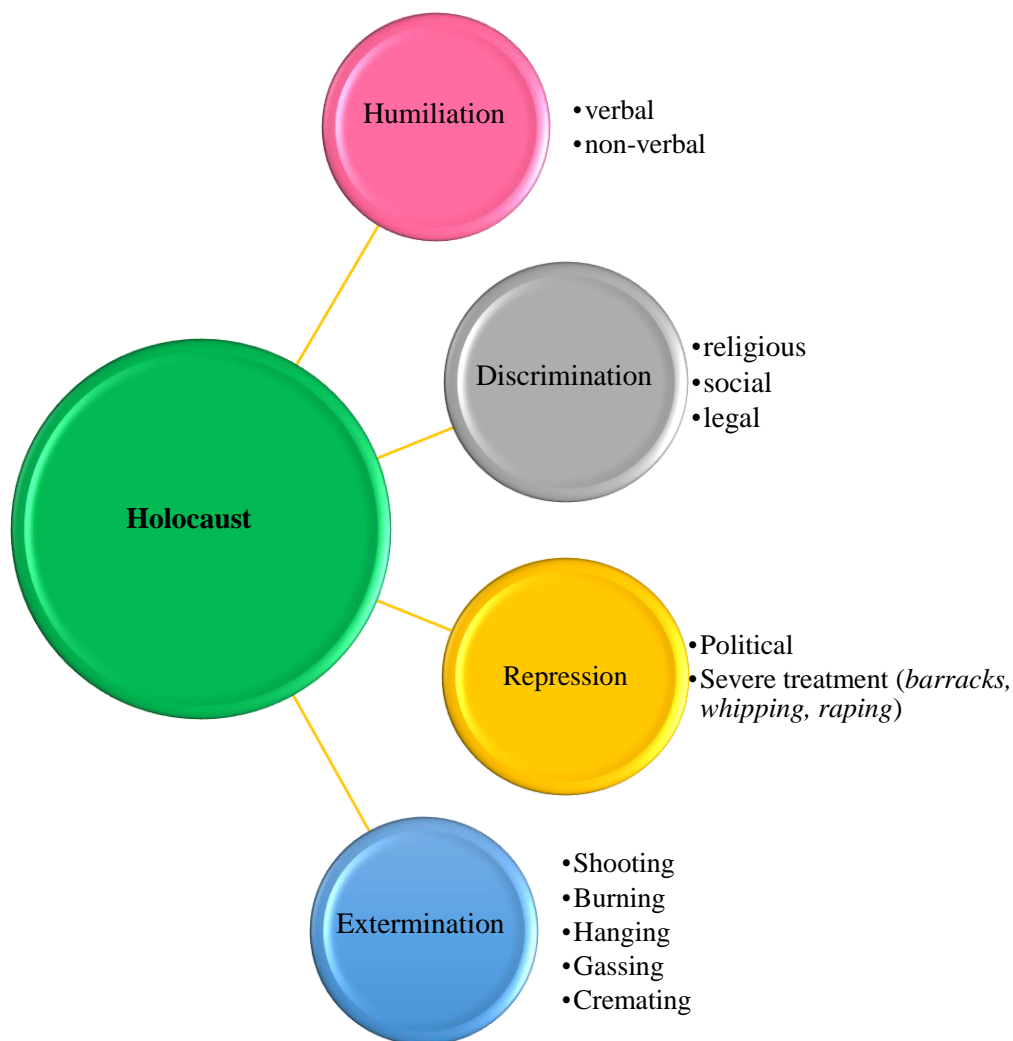 Humiliation
•verbal
•non-verbal
Discrimination
•religious
•social
•legal
Holocaust
Repression
•Political
•Severe treatment (barracks,
whipping, raping)
Extermination
•Shooting
•Burning
•Hanging
•Gassing
•Cremating